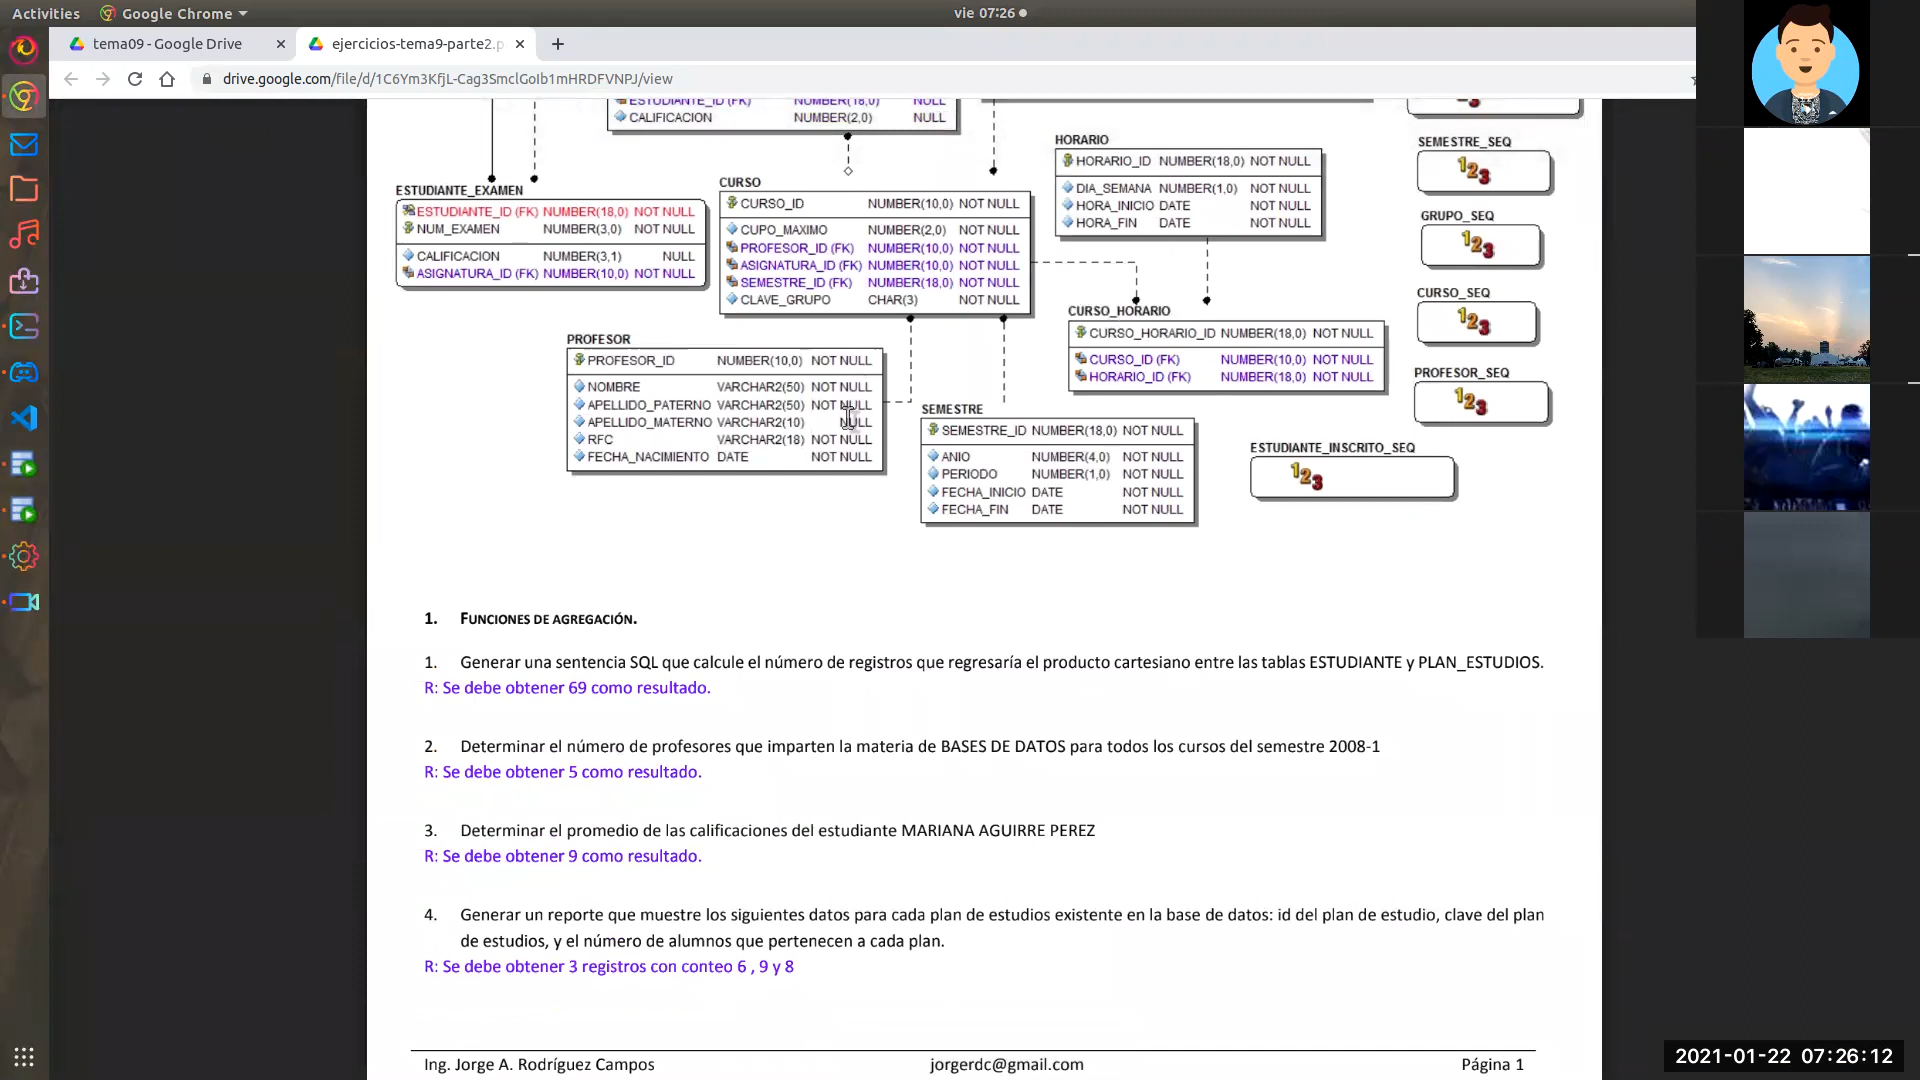 Activities
Google Chrome
vie 07:26
tema09 - Google Drive
ejercicios-tema9-parte2.p
drive.google.com/file/d/1C6Ym3KfjL-Cag3SmclGoIb1mHRDFVNPJ/view
ESTUDIANTE_ID (FK) NUMBER(18,0) NOT NULL
CALIFICACION NUMBER(2,0) NULL
ESTUDIANTE_EXAMEN
ESTUDIANTE_ID (FK) NUMBER(18,0) NOT NULL
NUM_EXAMEN NUMBER(3,0) NOT NULL
CALIFICACION NUMBER(3,1) NULL
ASIGNATURA_ID (FK) NUMBER(10,0) NOT NULL
CURSO
CURSO_ID NUMBER(10,0) NOT NULL
CUPO_MAXIMO NUMBER(2,0) NOT NULL
PROFESOR_ID (FK) NUMBER(10,0) NOT NULL
ASIGNATURA_ID (FK) NUMBER(10,0) NOT NULL
SEMESTRE_ID (FK) NUMBER(18,0) NOT NULL
CLAVE_GRUPO CHAR(3) NOT NULL
HORARIO
HORARIO_ID NUMBER(18,0) NOT NULL
DIA_SEMANA NUMBER(1,0) NOT NULL
HORA_INICIO DATE NOT NULL
HORA_FIN DATE NOT NULL
CURSO_HORARIO
CURSO_HORARIO_ID NUMBER(18,0) NOT NULL
CURSO_ID (FK) NUMBER(10,0) NOT NULL
HORARIO_ID (FK) NUMBER(18,0) NOT NULL
PROFESOR
PROFESOR_ID NUMBER(10,0) NOT NULL
NOMBRE VARCHAR2(50) NOT NULL
APELLIDO_PATERNO VARCHAR2(50) NOT NULL
APELLIDO_MATERNO VARCHAR2(10) NULL
RFC VARCHAR2(18) NOT NULL
FECHA_NACIMIENTO DATE NOT NULL
SEMESTRE
SEMESTRE_ID NUMBER(18,0) NOT NULL
ANIO NUMBER(4,0) NOT NULL
PERIODO NUMBER(1,0) NOT NULL
FECHA_INICIO DATE NOT NULL
FECHA_FIN DATE NOT NULL
SEMESTRE_SEQ
123
GRUPO_SEQ
123
CURSO_SEQ
123
PROFESOR_SEQ
123
ESTUDIANTE_INSCRITO_SEQ
123
1. FUNCIONES DE AGREGACIÓN.
1. Generar una sentencia SQL que calcule el número de registros que regresaría el producto cartesiano entre las tablas ESTUDIANTE y PLAN_ESTUDIOS.
R: Se debe obtener 69 como resultado.
2. Determinar el número de profesores que imparten la materia de BASES DE DATOS para todos los cursos del semestre 2008-1
R: Se debe obtener 5 como resultado.
3. Determinar el promedio de las calificaciones del estudiante MARIANA AGUIRRE PEREZ
R: Se debe obtener 9 como resultado.
4. Generar un reporte que muestre los siguientes datos para cada plan de estudios existente en la base de datos: id del plan de estudio, clave del plan
de estudios, y el número de alumnos que pertenecen a cada plan.
R: Se debe obtener 3 registros con conteo 6 , 9 y 8
Ing. Jorge A. Rodríguez Campos jorgerdc@gmail.com Página 1
2021-01-22 07:26:12